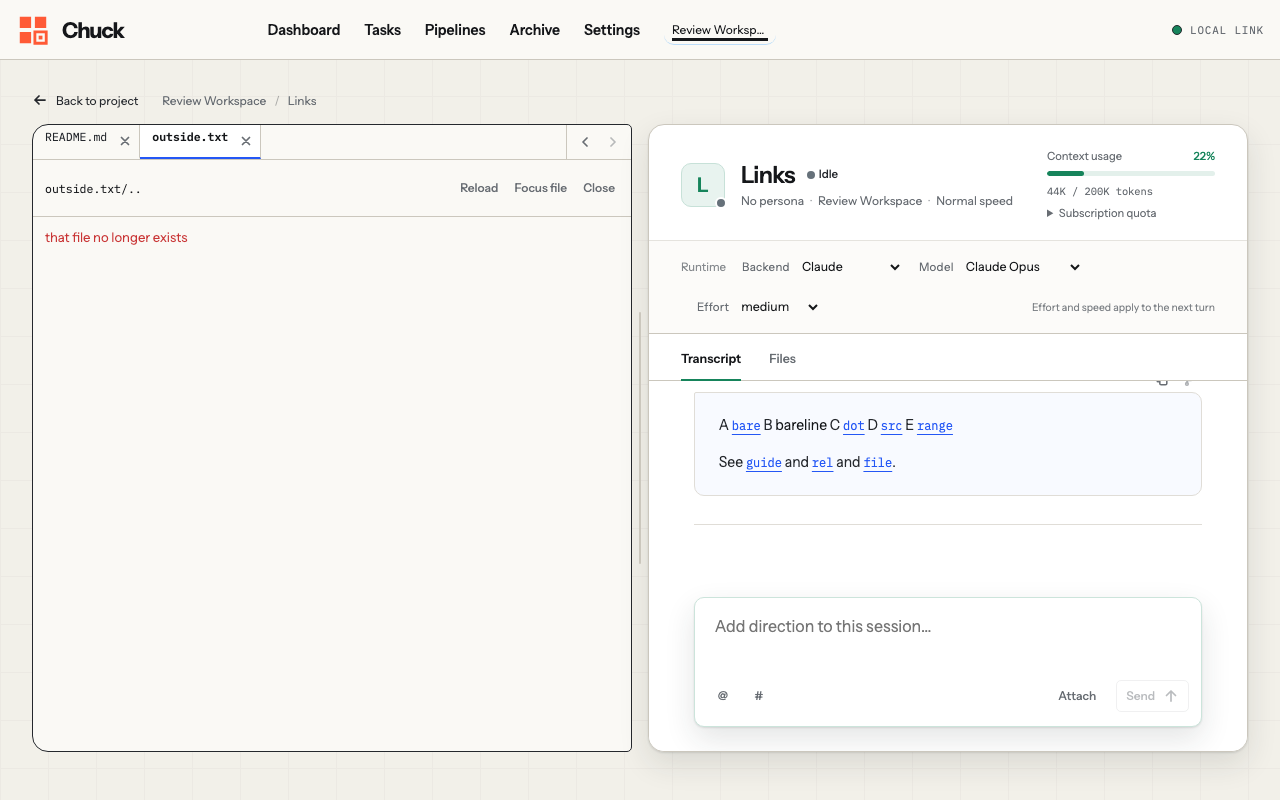 Chuck
Dashboard Tasks Pipelines Archive Settings Review Worksp… LOCAL LINK
Back to project Review Workspace / Links
README.md outside.txt
outside.txt/.. Reload Focus file Close
that file no longer exists
L
Links Idle
No persona · Review Workspace · Normal speed
Context usage 22%
44K / 200K tokens
Subscription quota
Runtime Backend Claude Model Claude Opus
Effort medium Effort and speed apply to the next turn
Transcript Files
A bare B bareline C dot D src E range
See guide and rel and file.
Add direction to this session…
@ # Attach Send